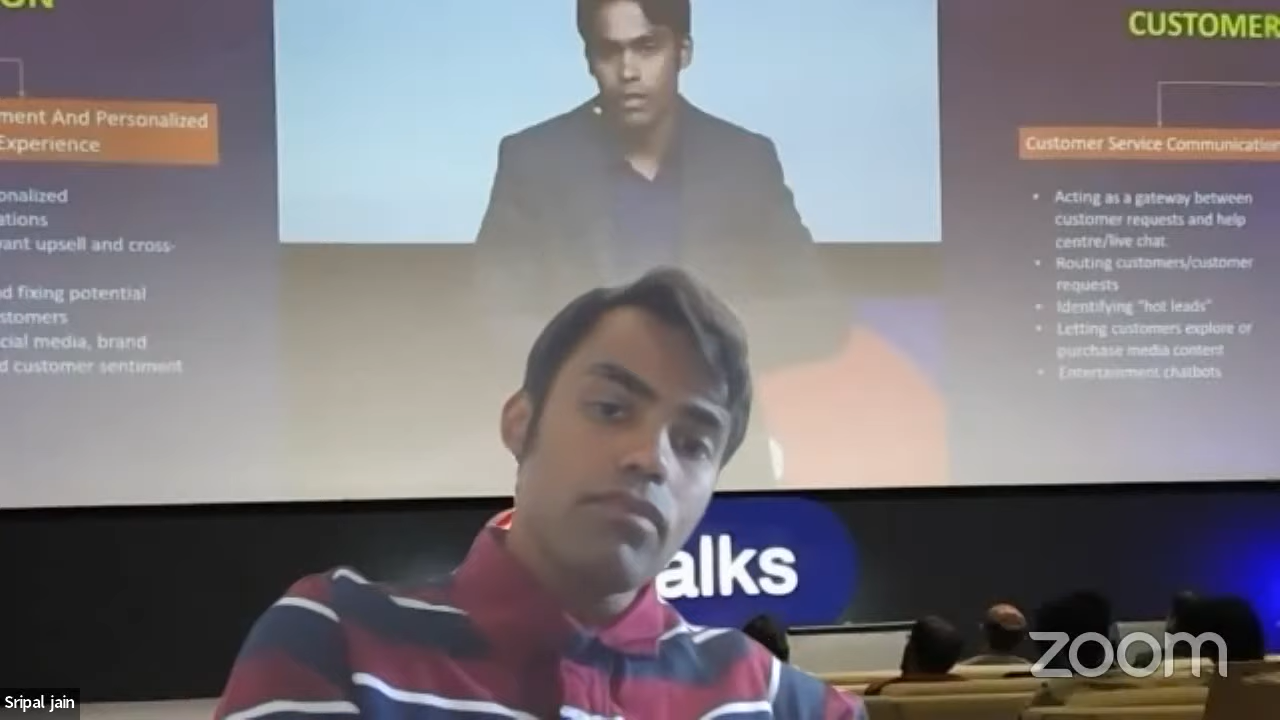 ON
ment And Personalized
Experience
onalized
ations
vant upsell and cross-
d fixing potential
stomers
cial media, brand
d customer sentiment
CUSTOMER
Customer Service Communication
• Acting as a gateway between
customer requests and help
centre/live chat.
• Routing customers/customer
requests
• Identifying "hot leads"
• Letting customers explore or
purchase media content
• Entertainment chatbots
alks
zoom
Sripal jain